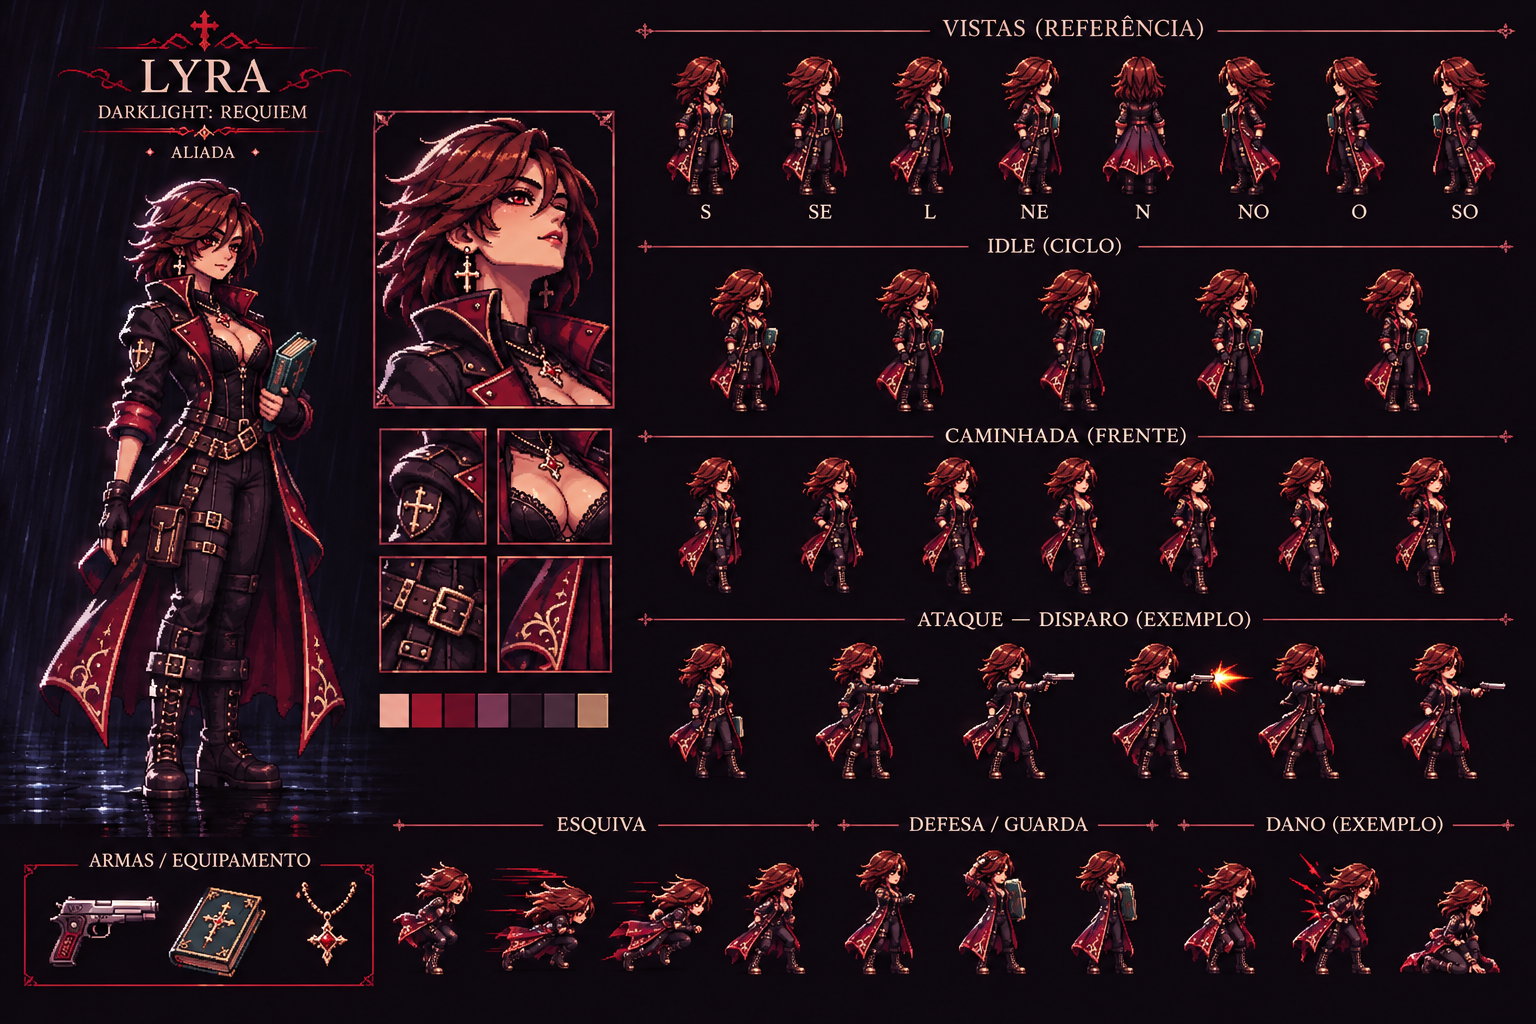 LYRA
DARKLIGHT: REQUIEM
ALIADA
VISTAS (REFERÊNCIA)
S SE L NE N NO O SO
IDLE (CICLO)
CAMINHADA (FRENTE)
ATAQUE — DISPARO (EXEMPLO)
ESQUIVA
DEFESA / GUARDA
DANO (EXEMPLO)
ARMAS / EQUIPAMENTO